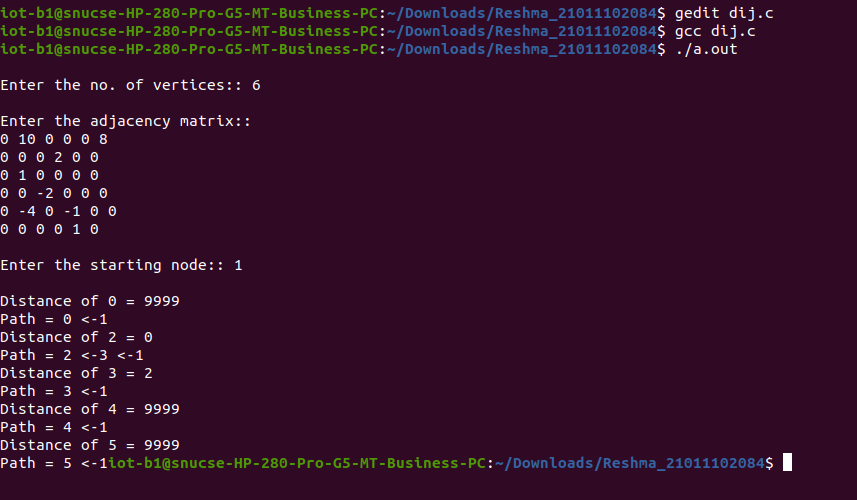 iot-b1@snucse-HP-280-Pro-G5-MT-Business-PC:~/Downloads/Reshma_21011102084$ gedit dij.c
iot-b1@snucse-HP-280-Pro-G5-MT-Business-PC:~/Downloads/Reshma_21011102084$ gcc dij.c
iot-b1@snucse-HP-280-Pro-G5-MT-Business-PC:~/Downloads/Reshma_21011102084$ ./a.out
Enter the no. of vertices:: 6
Enter the adjacency matrix::
0 10 0 0 0 8
0 0 0 2 0 0
0 1 0 0 0 0
0 0 -2 0 0 0
0 -4 0 -1 0 0
0 0 0 0 1 0
Enter the starting node:: 1
Distance of 0 = 9999
Path = 0 <-1
Distance of 2 = 0
Path = 2 <-3 <-1
Distance of 3 = 2
Path = 3 <-1
Distance of 4 = 9999
Path = 4 <-1
Distance of 5 = 9999
Path = 5 <-1iot-b1@snucse-HP-280-Pro-G5-MT-Business-PC:~/Downloads/Reshma_21011102084$